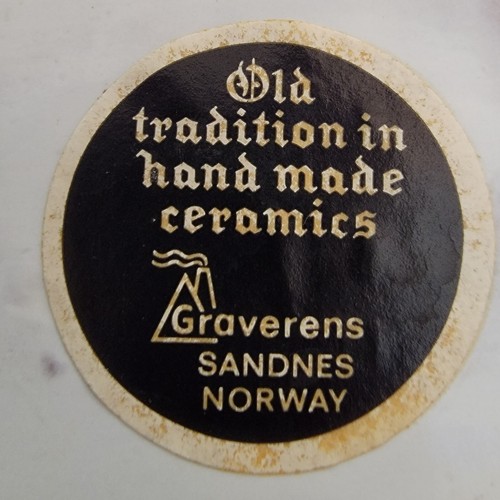 Old
tradition in
hand made
ceramics
Graverens
SANDNES
NORWAY